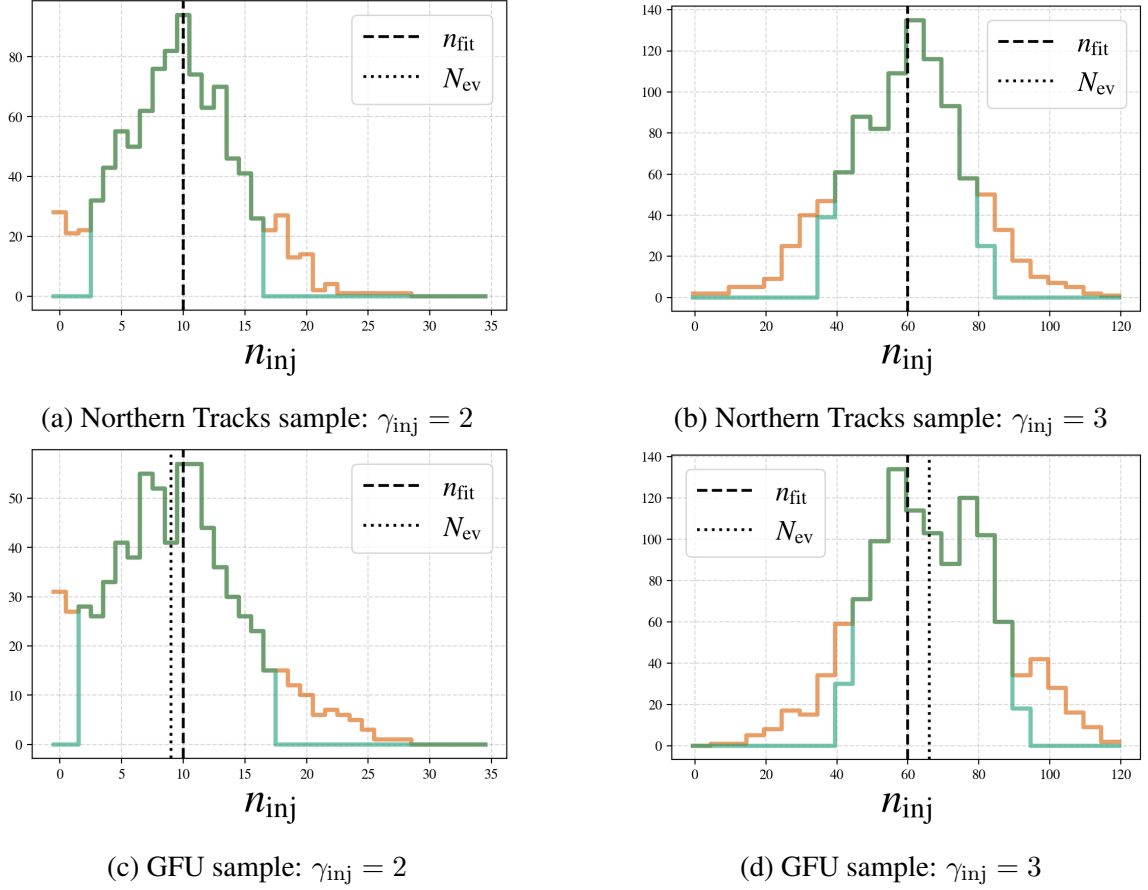 80
60
40
20
0
0 5 10 15 20 25 30 35
n_inj
n_fit
N_ev
(a) Northern Tracks sample: γ_inj = 2
140
120
100
80
60
40
20
0
0 20 40 60 80 100 120
n_inj
n_fit
N_ev
(b) Northern Tracks sample: γ_inj = 3
50
40
30
20
10
0
0 5 10 15 20 25 30 35
n_inj
n_fit
N_ev
(c) GFU sample: γ_inj = 2
140
120
100
80
60
40
20
0
0 20 40 60 80 100 120
n_inj
n_fit
N_ev
(d) GFU sample: γ_inj = 3